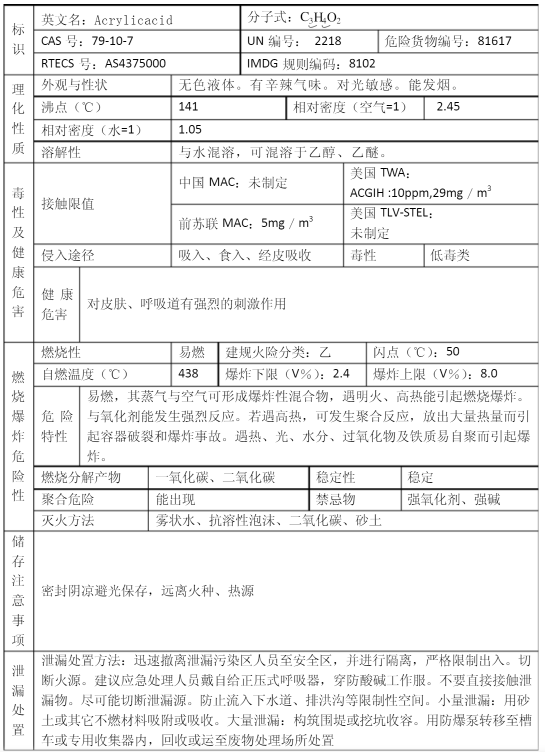 标识
英文名：Acrylicacid
分子式：C3H4O2
CAS 号：79-10-7
UN 编号： 2218
危险货物编号：81617
RTECS 号：AS4375000
IMDG 规则编码：8102
理化性质
外观与性状
无色液体。有辛辣气味。对光敏感。能发烟。
沸点（℃）
141
相对密度（空气=1）
2.45
相对密度（水=1）
1.05
溶解性
与水混溶，可混溶于乙醇、乙醚。
毒性及健康危害
接触限值
中国 MAC：未制定
美国 TWA：
ACGIH :10ppm,29mg / m³
前苏联 MAC：5mg / m³
美国 TLV-STEL：
未制定
侵入途径
吸入、食入、经皮吸收
毒性
低毒类
健 康
危害
对皮肤、呼吸道有强烈的刺激作用
燃烧爆炸危险性
燃烧性
易燃
建规火险分类：乙
闪点（℃）：50
自燃温度（℃）
438
爆炸下限（V%）：2.4
爆炸上限（V%）：8.0
危 险
特性
易燃，其蒸气与空气可形成爆炸性混合物，遇明火、高热能引起燃烧爆炸。
与氧化剂能发生强烈反应。若遇高热，可发生聚合反应，放出大量热量而引
起容器破裂和爆炸事故。遇热、光、水分、过氧化物及铁质易自聚而引起爆
炸。
燃烧分解产物
一氧化碳、二氧化碳
稳定性
稳定
聚合危险
能出现
禁忌物
强氧化剂、强碱
灭火方法
雾状水、抗溶性泡沫、二氧化碳、砂土
储存注意事项
密封阴凉避光保存，远离火种、热源
泄漏处置
泄漏处置方法：迅速撤离泄漏污染区人员至安全区，并进行隔离，严格限制出入。切
断火源。建议应急处理人员戴自给正压式呼吸器，穿防酸碱工作服。不要直接接触泄
漏物。尽可能切断泄漏源。防止流入下水道、排洪沟等限制性空间。小量泄漏：用砂
土或其它不燃材料吸附或吸收。大量泄漏：构筑围堤或挖坑收容。用防爆泵转移至槽
车或专用收集器内，回收或运至废物处理场所处置